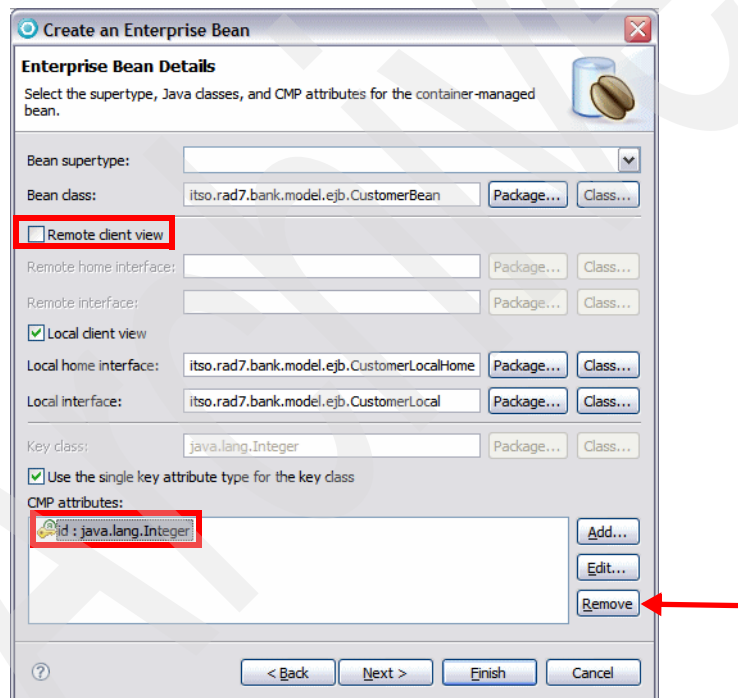 Create an Enterprise Bean
Enterprise Bean Details
Select the supertype, Java classes, and CMP attributes for the container-managed
bean.
Bean supertype:
Bean class: itso.rad7.bank.model.ejb.CustomerBean Package... Class...
Remote client view
Remote home interface: Package... Class...
Remote interface: Package... Class...
Local client view
Local home interface: itso.rad7.bank.model.ejb.CustomerLocalHome Package... Class...
Local interface: itso.rad7.bank.model.ejb.CustomerLocal Package... Class...
Key class: java.lang.Integer Package... Class...
Use the single key attribute type for the key class
CMP attributes:
id : java.lang.Integer Add...
Edit...
Remove
? < Back Next > Finish Cancel